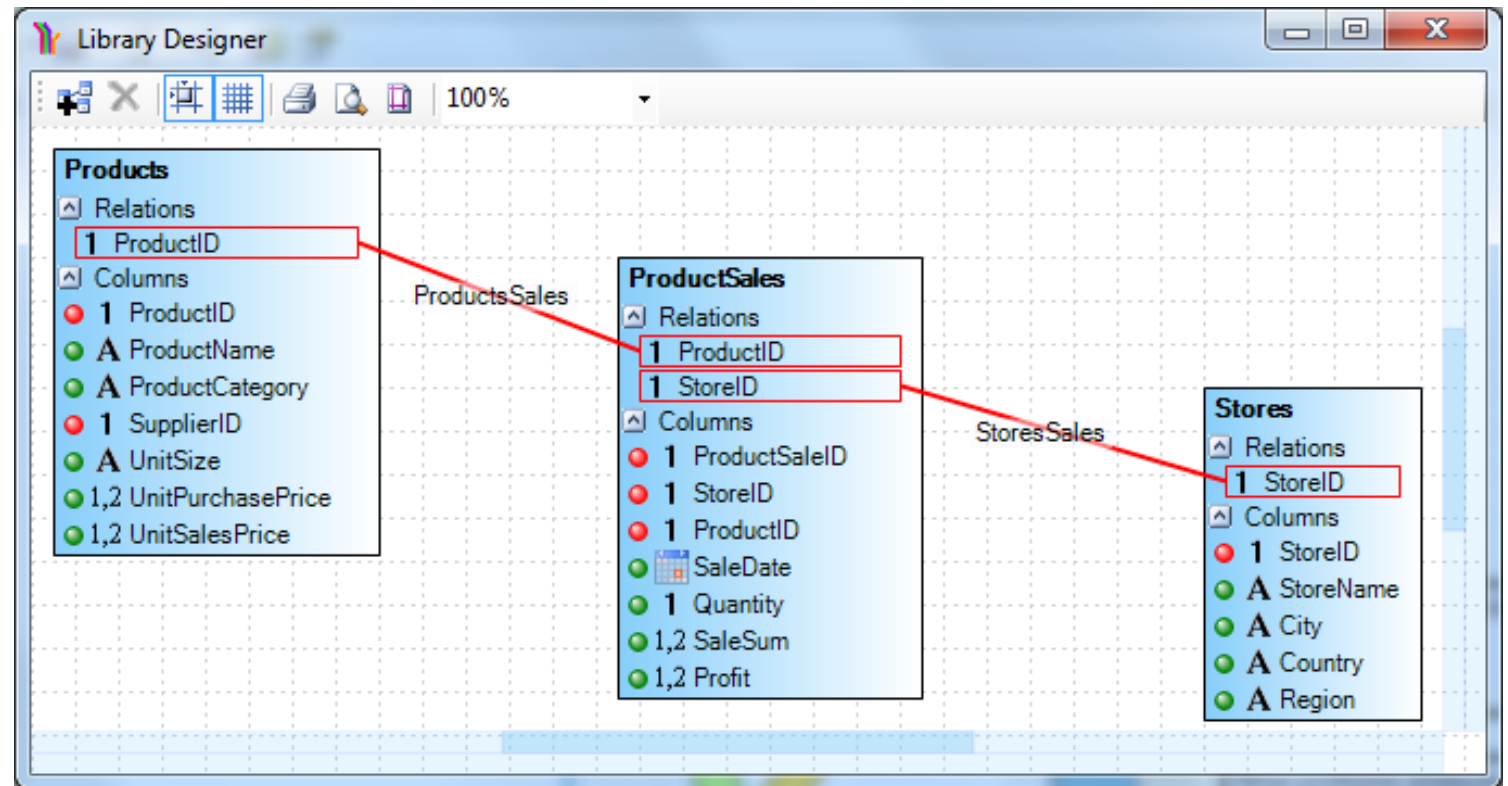 Library Designer
100%
Products
Relations
1 ProductID
Columns
1 ProductID
A ProductName
A ProductCategory
1 SupplierID
A UnitSize
1,2 UnitPurchasePrice
1,2 UnitSalesPrice
ProductsSales
ProductSales
Relations
1 ProductID
1 StoreID
Columns
1 ProductSaleID
1 StoreID
1 ProductID
SaleDate
1 Quantity
1,2 SaleSum
1,2 Profit
StoresSales
Stores
Relations
1 StoreID
Columns
1 StoreID
A StoreName
A City
A Country
A Region